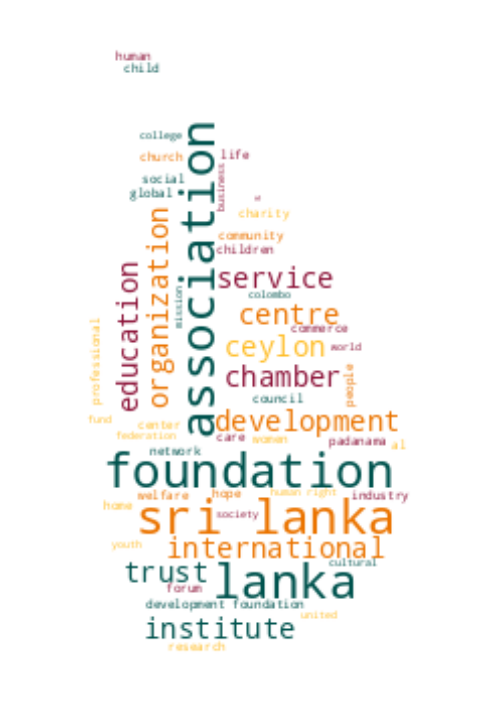 human
child
association
college
church
life
social
business
global
organization
charity
community
children
education
service
mission
colombo
centre
commerce
professional
ceylon
world
chamber
people
council
development
fund
center
federation
care
women
padanama
al
network
foundation
welfare
hope
human right
industry
home
sri lanka
society
youth
international
trust
cultural
lanka
forum
development foundation
united
institute
research